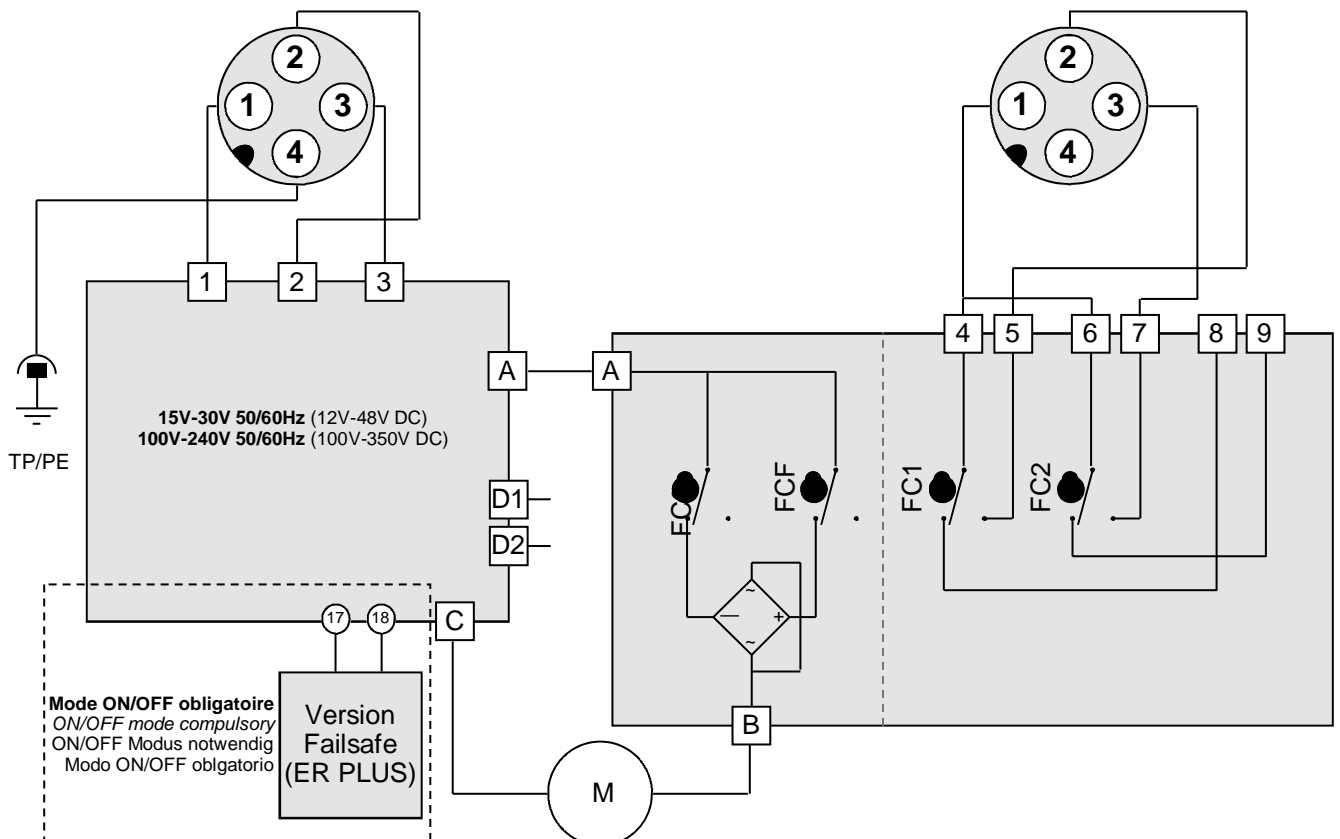 2
1
3
4
2
1
3
4
1
2
3
4
5
6
7
8
9
A
A
15V-30V 50/60Hz (12V-48V DC)
100V-240V 50/60Hz (100V-350V DC)
TP/PE
D1
D2
FCF
FC1
FC2
~
— +
~
17
18
C
B
M
Mode ON/OFF obligatoire
ON/OFF mode compulsory
ON/OFF Modus notwendig
Modo ON/OFF oblgatorio
Version
Failsafe
(ER PLUS)